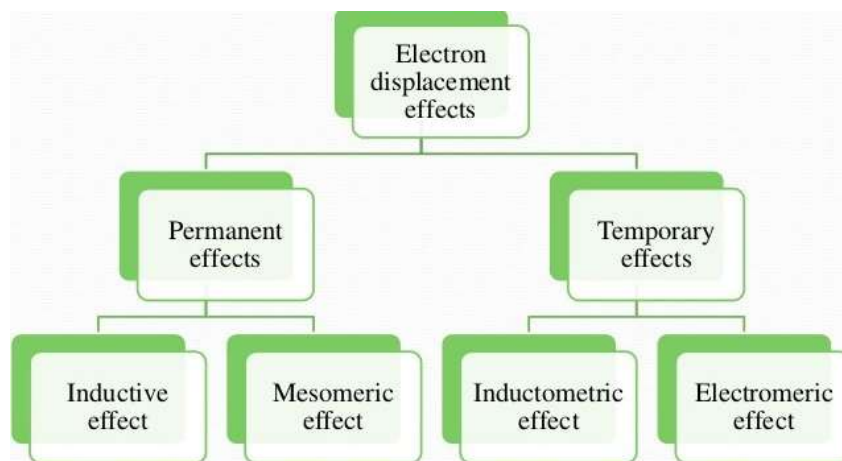 Electron
displacement
effects
Permanent
effects
Temporary
effects
Inductive
effect
Mesomeric
effect
Inductometric
effect
Electromeric
effect